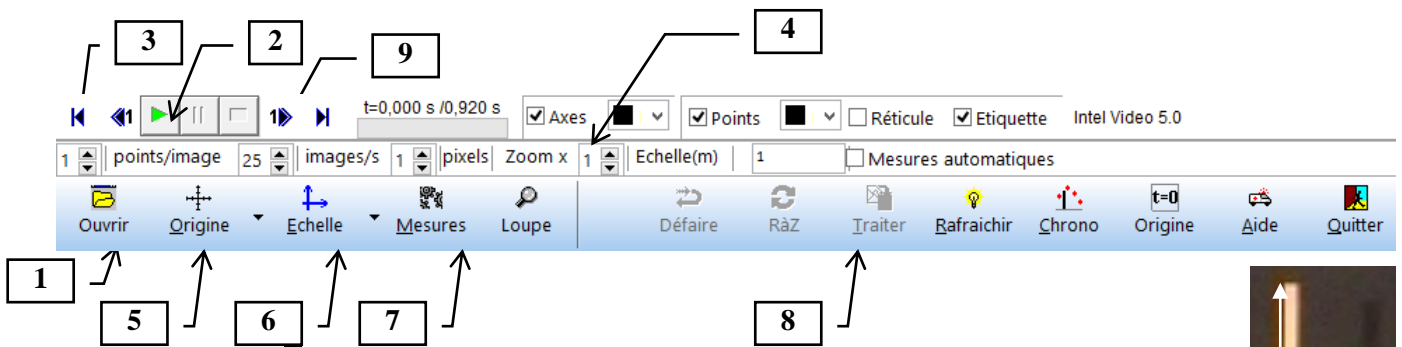 3 2 9 4
1 1 t=0,000 s /0,920 s Axes Points Réticule Etiquette Intel Video 5.0
1 points/image 25 images/s 1 pixels Zoom x 1 Echelle(m) 1 Mesures automatiques
t=0
Ouvrir Origine Echelle Mesures Loupe Défaire RàZ Traiter Rafraichir Chrono Origine Aide Quitter
1 5 6 7 8